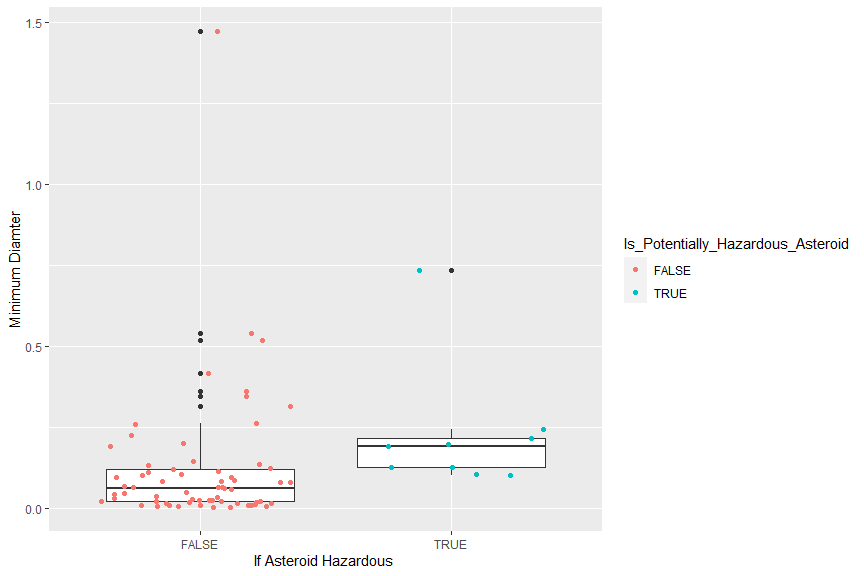 1.5
1.0
0.5
0.0
Minimum Diamter
FALSE
TRUE
If Asteroid Hazardous
Is_Potentially_Hazardous_Asteroid
FALSE
TRUE